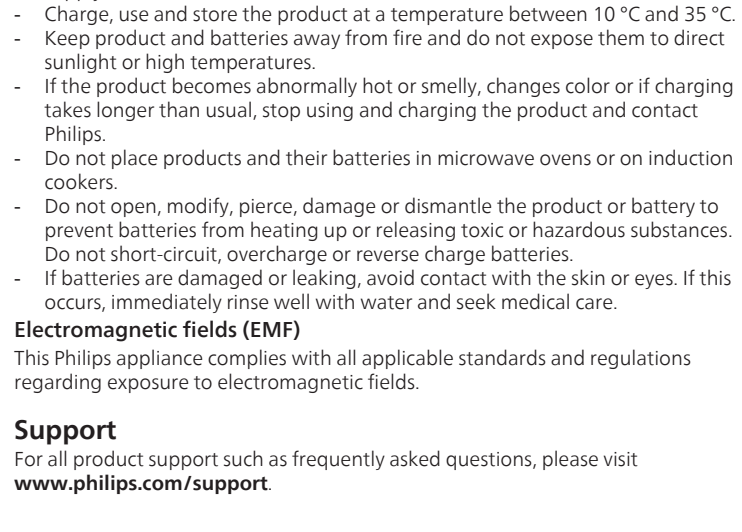 - Charge, use and store the product at a temperature between 10 °C and 35 °C.
- Keep product and batteries away from fire and do not expose them to direct
sunlight or high temperatures.
- If the product becomes abnormally hot or smelly, changes color or if charging
takes longer than usual, stop using and charging the product and contact
Philips.
- Do not place products and their batteries in microwave ovens or on induction
cookers.
- Do not open, modify, pierce, damage or dismantle the product or battery to
prevent batteries from heating up or releasing toxic or hazardous substances.
Do not short-circuit, overcharge or reverse charge batteries.
- If batteries are damaged or leaking, avoid contact with the skin or eyes. If this
occurs, immediately rinse well with water and seek medical care.
Electromagnetic fields (EMF)
This Philips appliance complies with all applicable standards and regulations
regarding exposure to electromagnetic fields.
Support
For all product support such as frequently asked questions, please visit
www.philips.com/support.